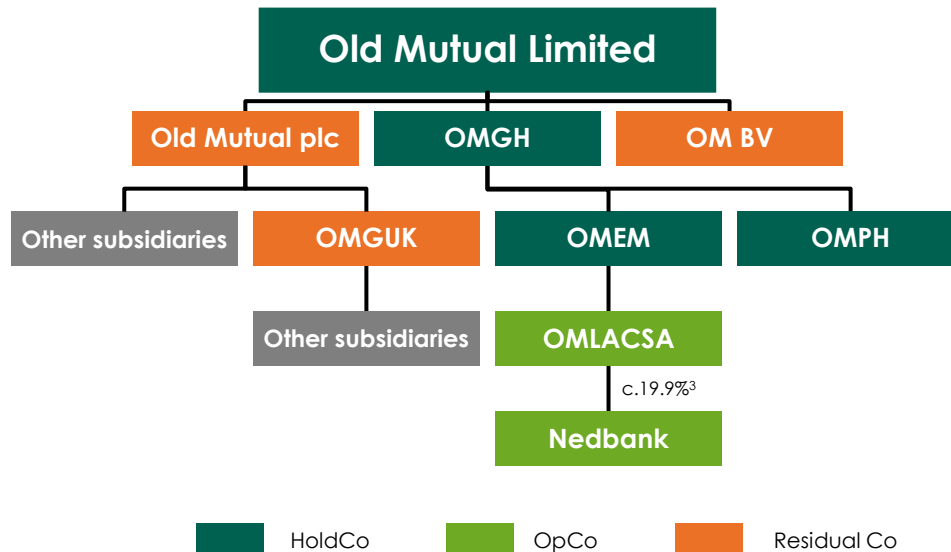 Old Mutual Limited
Old Mutual plc
OMGH
OM BV
Other subsidiaries
OMGUK
OMEM
OMPH
Other subsidiaries
OMLACSA
c.19.9%³
Nedbank
HoldCo
OpCo
Residual Co